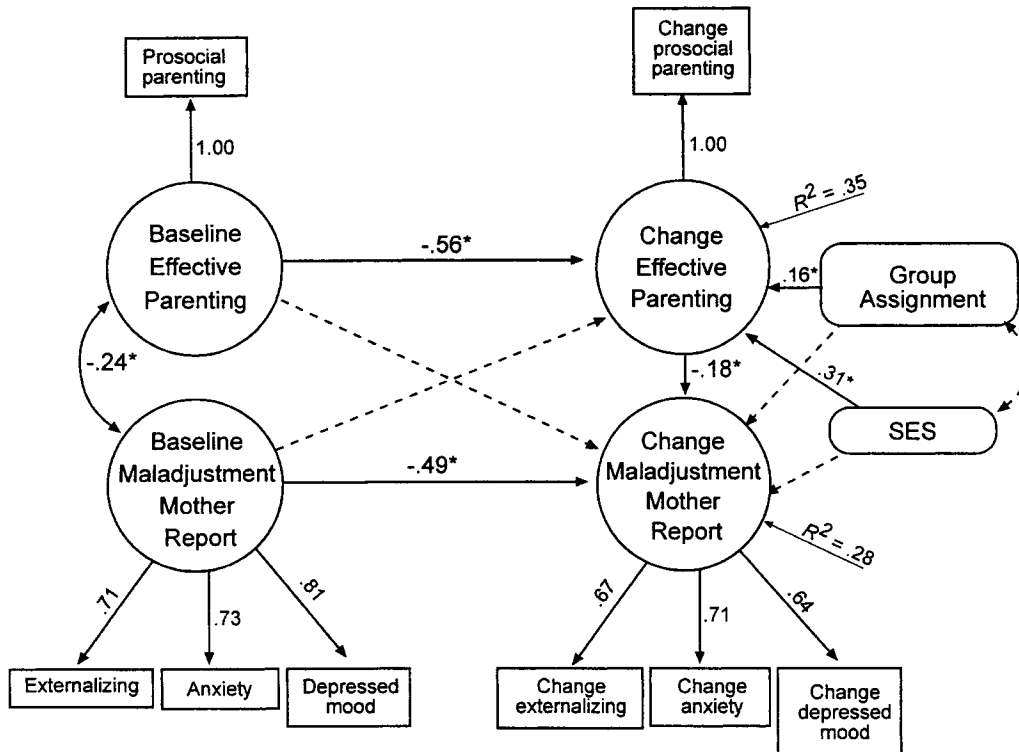 Prosocial
parenting
Change
prosocial
parenting
1.00
1.00
R² = .35
Baseline
Effective
Parenting
-.56*
Change
Effective
Parenting
.16*
Group
Assignment
-.24*
-.18*
.31*
SES
Baseline
Maladjustment
Mother
Report
-.49*
Change
Maladjustment
Mother
Report
R² = .28
.71
.73
.81
.67
.71
.64
Externalizing
Anxiety
Depressed
mood
Change
externalizing
Change
anxiety
Change
depressed
mood